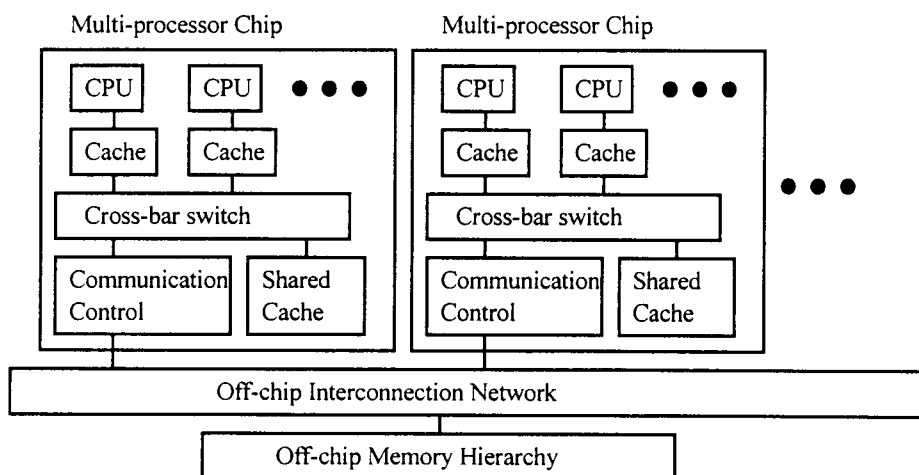 Multi-processor Chip
Multi-processor Chip
CPU
CPU
CPU
CPU
Cache
Cache
Cache
Cache
Cross-bar switch
Cross-bar switch
Communication
Control
Shared
Cache
Communication
Control
Shared
Cache
Off-chip Interconnection Network
Off-chip Memory Hierarchy